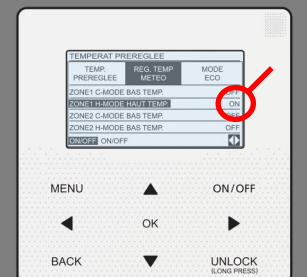 TEMPERAT PREREGLEE
TEMP. PREREGLEE
REG. TEMP METEO
MODE ECO
ZONE1 C-MODE BAS TEMP. OFF
ZONE1 H-MODE HAUT TEMP. ON
ZONE2 C-MODE BAS TEMP. OFF
ZONE2 H-MODE BAS TEMP. OFF
ON/OFF ON/OFF
MENU
ON/OFF
OK
BACK
UNLOCK
(LONG PRESS)